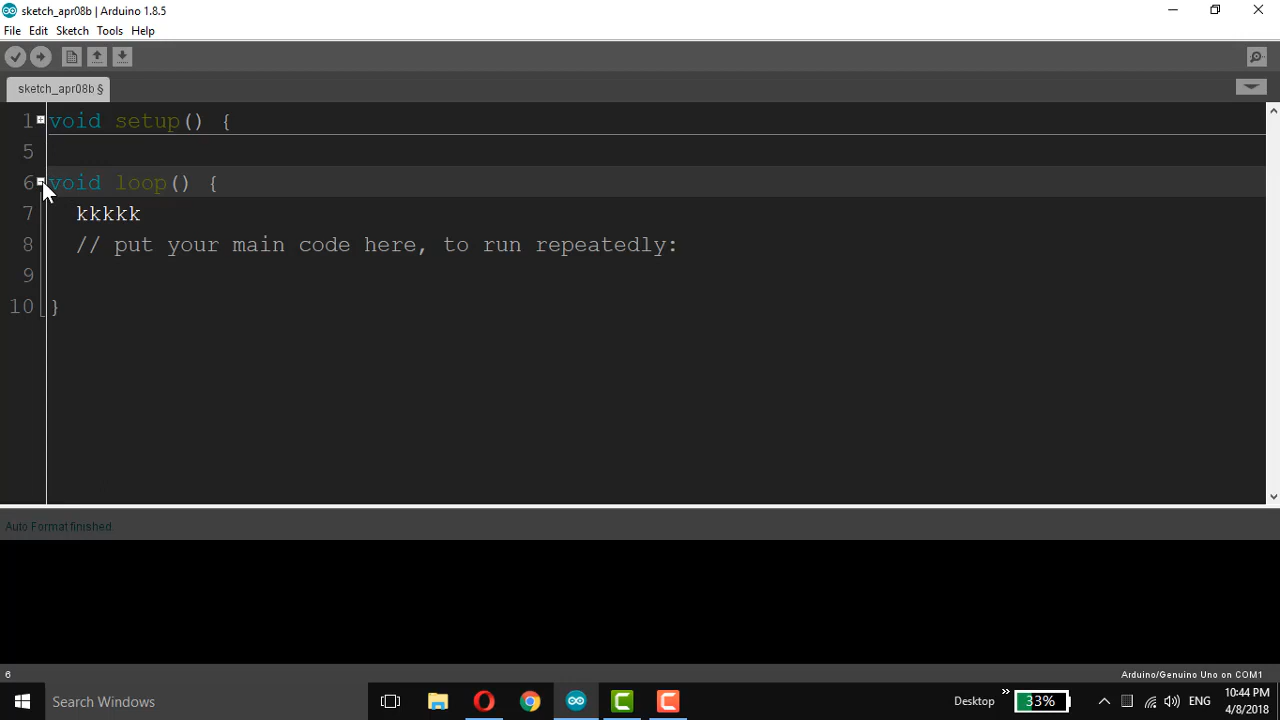 sketch_apr08b | Arduino 1.8.5
File Edit Sketch Tools Help
sketch_apr08b §
1 void setup() {
5
6 void loop() {
7 kkkkk
8 // put your main code here, to run repeatedly:
9
10 }
Auto Format finished.
6 Arduino/Genuino Uno on COM1
Search Windows
Desktop » 33% ENG 10:44 PM
4/8/2018